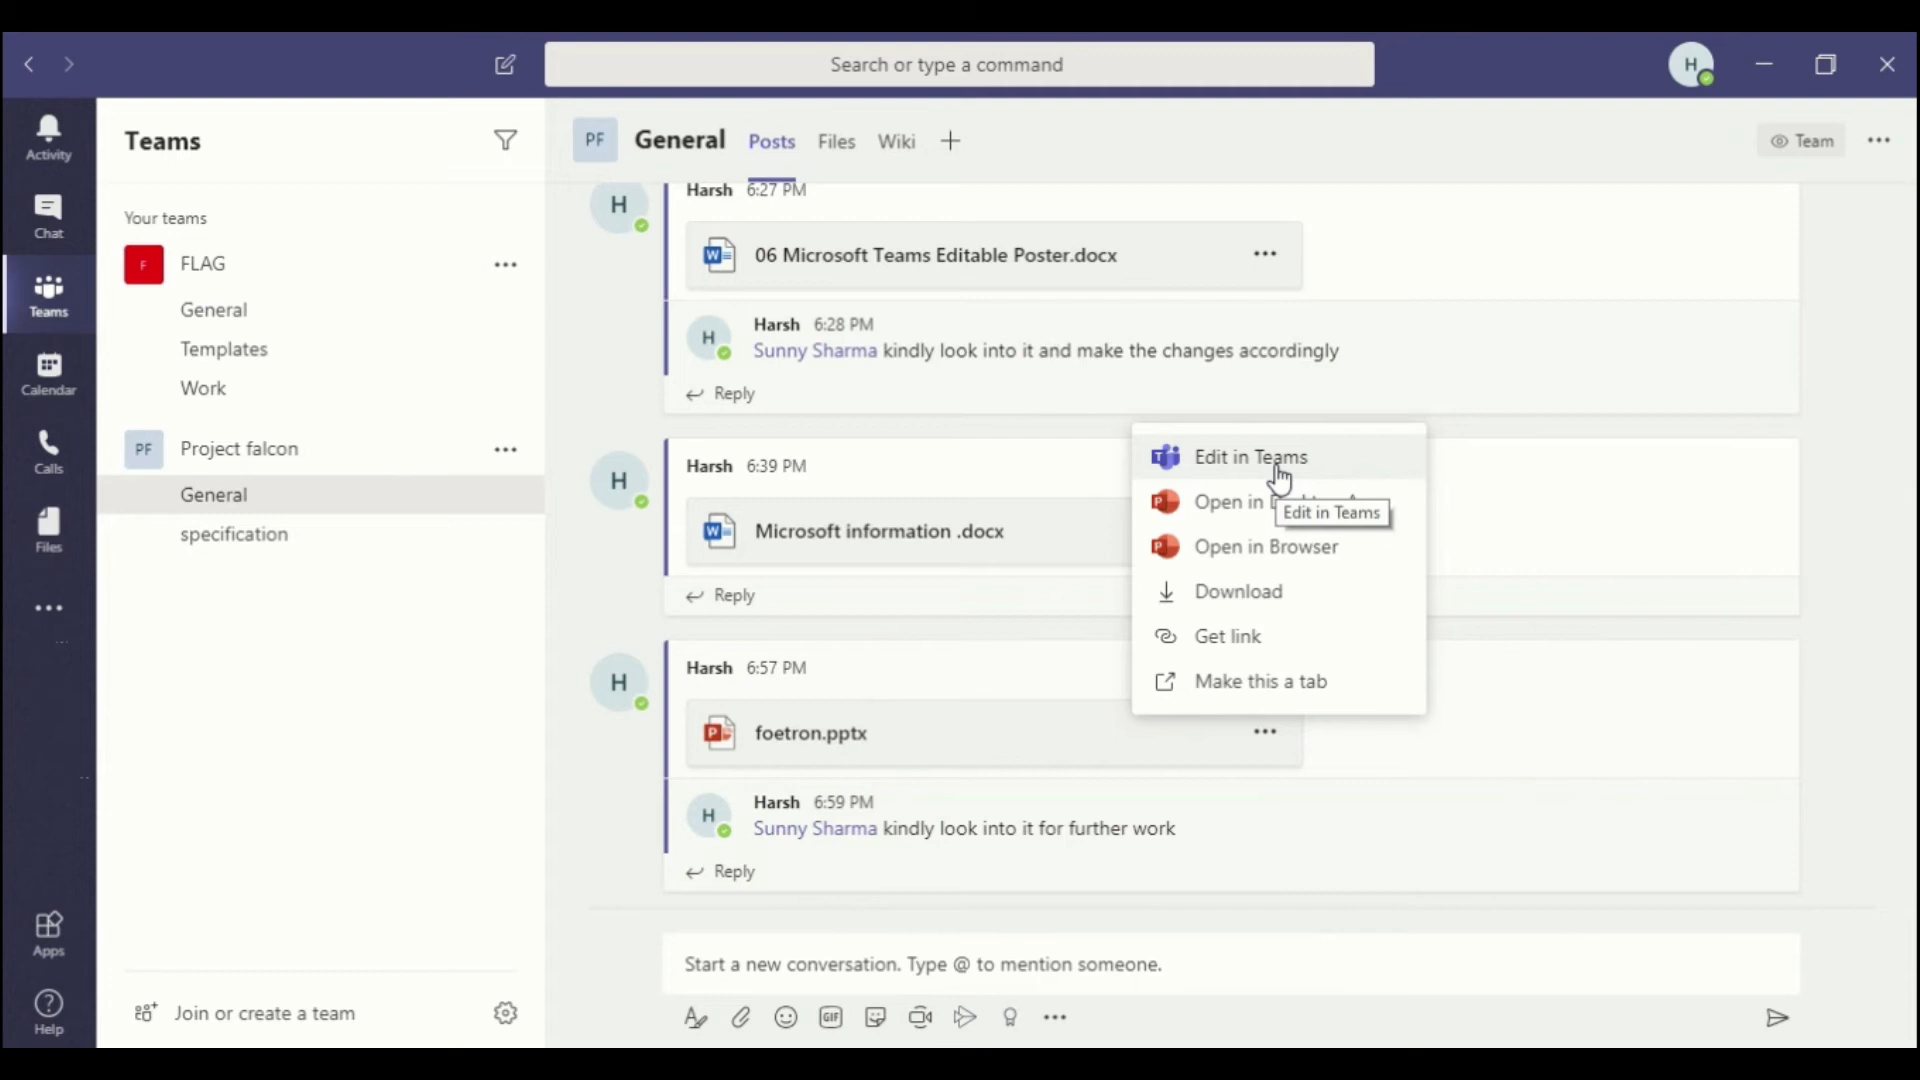 Search or type a command
H
Activity
Chat
Teams
Calendar
Calls
Files
Apps
Help
Teams
Your teams
F FLAG
General
Templates
Work
PF Project falcon
General
specification
Join or create a team
PF General Posts Files Wiki
Team
H Harsh 6:27 PM
06 Microsoft Teams Editable Poster.docx
H Harsh 6:28 PM
Sunny Sharma kindly look into it and make the changes accordingly
Reply
H Harsh 6:39 PM
Microsoft information .docx
Reply
H Harsh 6:57 PM
foetron.pptx
H Harsh 6:59 PM
Sunny Sharma kindly look into it for further work
Reply
Edit in Teams
Open in
Edit in Teams
Open in Browser
Download
Get link
Make this a tab
Start a new conversation. Type @ to mention someone.
GIF